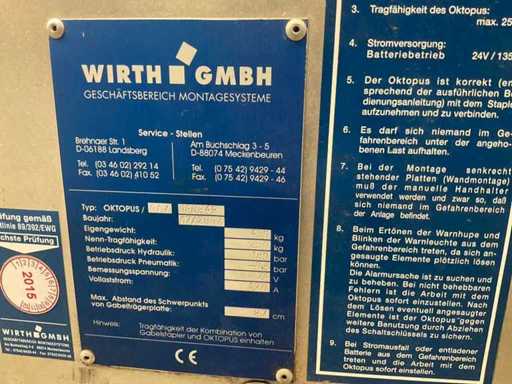 WIRTH GMBH
GESCHÄFTSBEREICH MONTAGESYSTEME
Service - Stellen
Brehnaer Str. 1
D-06188 Landsberg
Tel. (03 46 02) 292 14
Fax (03 46 02) 410 52
Am Buchschlag 3 - 5
D-88074 Meckenbeuren
(0 75 42) 9429 - 44
(0 75 42) 9429 - 46
Typ: OKTOPUS /
Baujahr:
Eigengewicht: kg
Nenn-Tragfähigkeit: kg
Betriebsdruck Hydraulik: bar
Betriebsdruck Pneumatik: bar
Bemessungsspannung: V
Volllaststrom: A
Max. Abstand des Schwerpunkts
von Gabelträgerplatte: cm
Hinweis: Tragfähigkeit der Kombination von
Gabelstapler und OKTOPUS einhalten
CE
üfung gemäß
tlinie 89/392/EWG
chste Prüfung
2015
WIRTH GMBH
3. Tragfähigkeit des Oktopus:
max. 25
4. Stromversorgung:
Batteriebetrieb 24V / 135
5. Der Oktopus ist korrekt (en
sprechend der ausführlichen Be
dienungsanleitung) mit dem Staple
aufzunehmen und zu verbinden.
6. Es darf sich niemand im Ge-
fahrenbereich unter der angeho-
benen Last aufhalten.
7. Bei der Montage senkrecht
stehender Platten (Wandmontage)
muß der manuelle Handhalter
verwendet werden und zwar so, daß
sich niemand im Gefahrenbereich
der Anlage befindet.
8. Beim Ertönen der Warnhupe und
Blinken der Warnleuchte aus dem
Gefahrenbereich treten, da sich an-
gesaugte Elemente plötzlich lösen
können.
Die Alarmursache ist zu suchen und
zu beheben. Bei nicht behebbaren
Fehlern ist die Arbeit mit dem
Oktopus sofort einzustellen. Nach
dem Lösen eventuell angesaugter
Elemente ist der Oktopus gegen
weitere Benutzung durch Abziehen
des Schaltschlüssels zu sichern.
9. Bei Stromausfall oder entladener
Batterie aus dem Gefahrenbereich
treten und die Arbeit mit dem
Oktopus sofort einstellen.